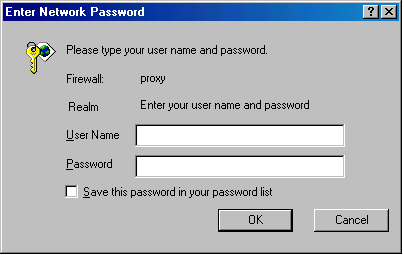 Enter Network Password
Please type your user name and password.
Firewall: proxy
Realm Enter your user name and password
User Name
Password
Save this password in your password list
OK Cancel